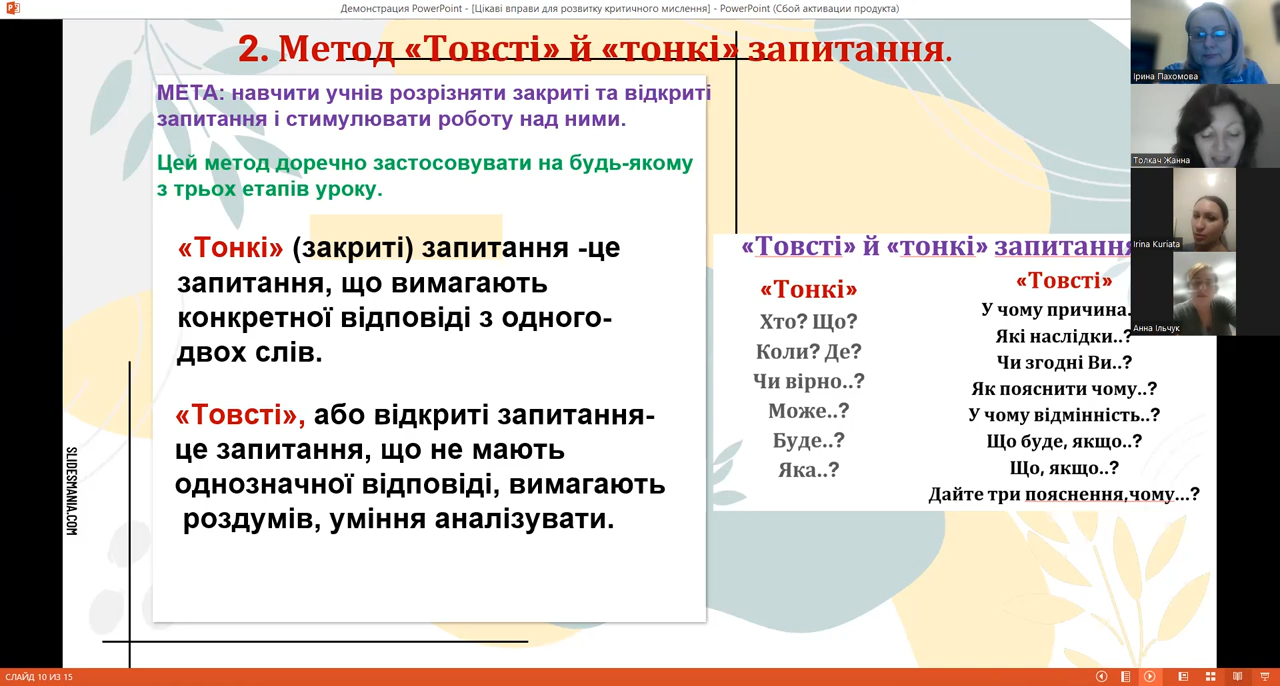 Демонстрация PowerPoint - [Цікаві вправи для розвитку критичного мислення] - PowerPoint (Сбой активации продукта)
2. Метод «Товсті» й «тонкі» запитання.
МЕТА: навчити учнів розрізняти закриті та відкриті
запитання і стимулювати роботу над ними.
Цей метод доречно застосовувати на будь-якому
з трьох етапів уроку.
«Тонкі» (закриті) запитання -це
запитання, що вимагають
конкретної відповіді з одного-
двох слів.
«Товсті», або відкриті запитання-
це запитання, що не мають
однозначної відповіді, вимагають
роздумів, уміння аналізувати.
«Товсті» й «тонкі» запитання
«Тонкі»
Хто? Що?
Коли? Де?
Чи вірно..?
Може..?
Буде..?
Яка..?
«Товсті»
У чому причина.
Які наслідки..?
Чи згодні Ви..?
Як пояснити чому..?
У чому відмінність..?
Що буде, якщо..?
Що, якщо..?
Дайте три пояснення,чому...?
Ірина Пахомова
Толкач Жанна
Irina Kuriata
Анна Ільчук
SLIDESMANIA.COM
СЛАЙД 10 ИЗ 15